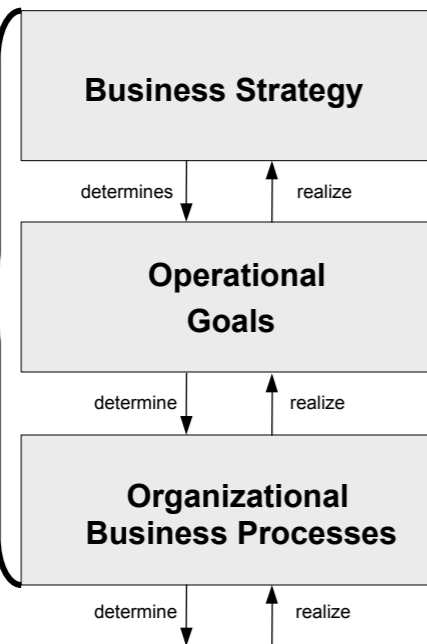 Business Strategy
determines realize
Operational
Goals
determine realize
Organizational
Business Processes
determine realize